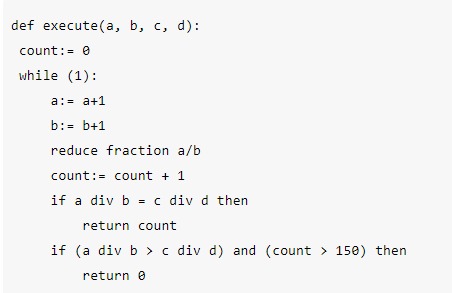 def execute(a, b, c, d):
count:= 0
while (1):
a:= a+1
b:= b+1
reduce fraction a/b
count:= count + 1
if a div b = c div d then
return count
if (a div b > c div d) and (count > 150) then
return 0